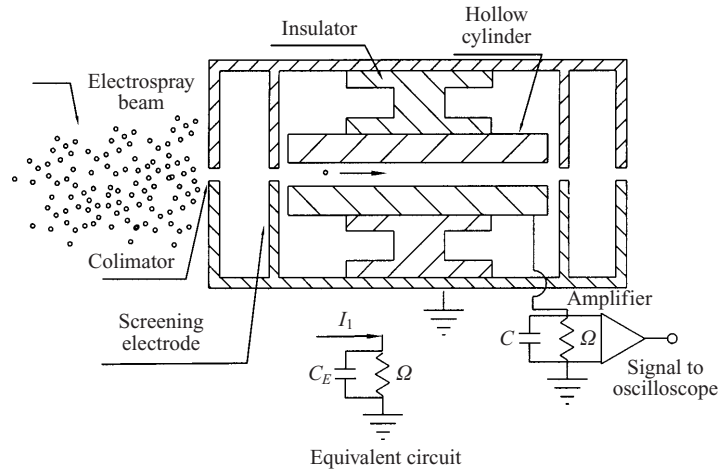 Insulator
Hollow
cylinder
Electrospray
beam
Colimator
Screening
electrode
I1
CE
Ω
Equivalent circuit
Amplifier
C
Ω
Signal to
oscilloscope